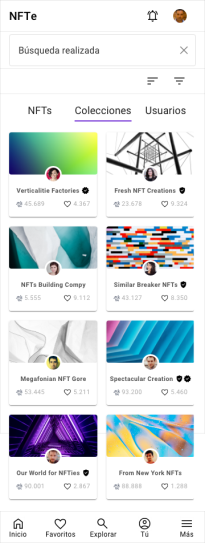 NFTe
Búsqueda realizada
NFTs Colecciones Usuarios
Verticalitie Factories Fresh NFT Creations
45.689 4.367 23.678 9.324
NFTs Building Compy Similar Breaker NFTs
5.555 9.112 43.127 8.350
Megafonian NFT Gore Spectacular Creation
53.445 5.211 93.200 5.460
Our World for NFTies From New York NFTs
90.001 2.867 88.888 1.288
Inicio Favoritos Explorar Tú Más